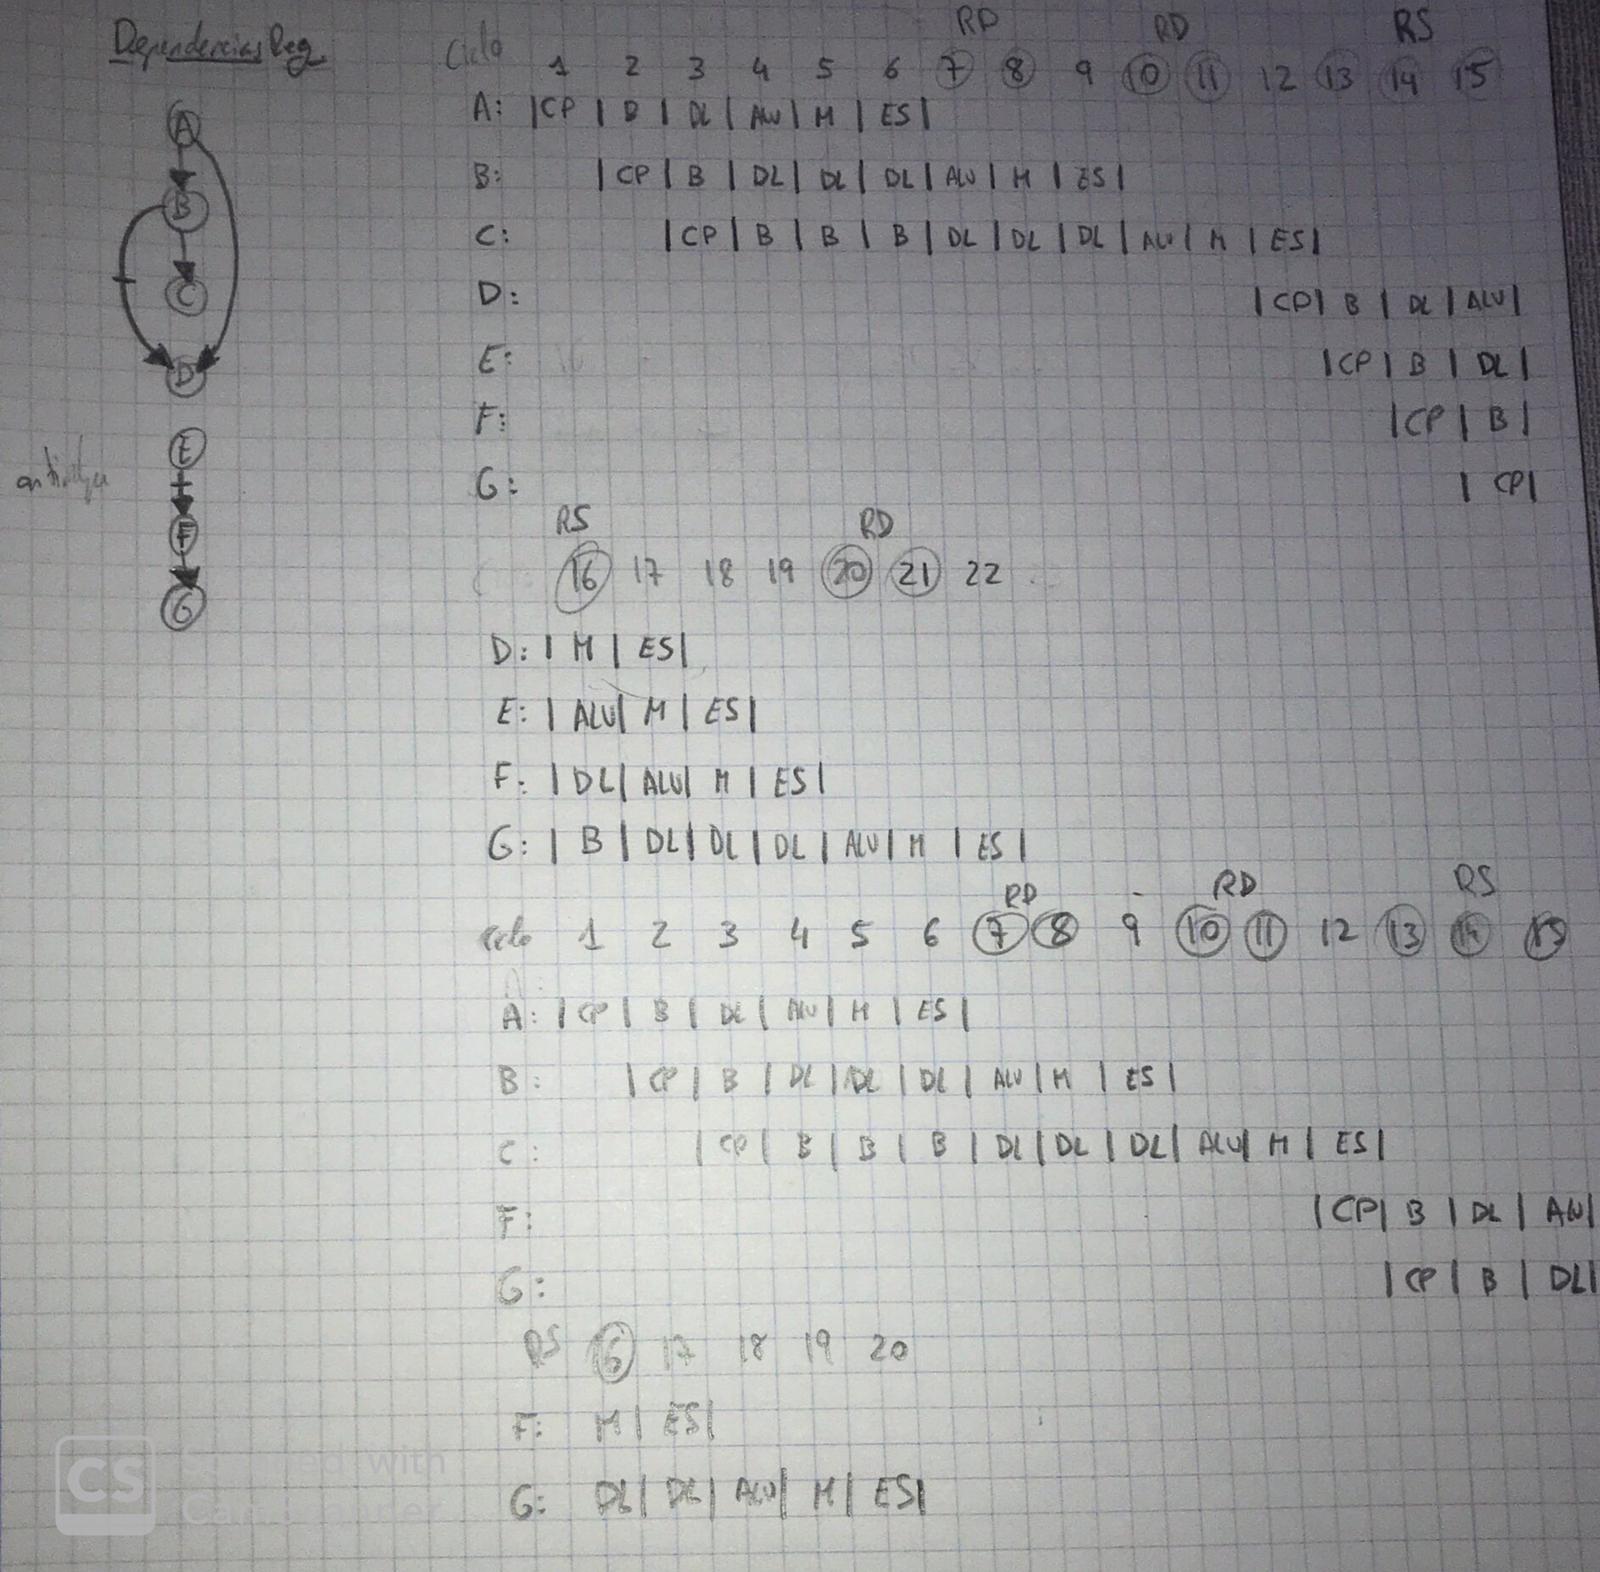 Dependencias Reg
A
B
C
D
E
F
G
RD RD RS
Ciclo 1 2 3 4 5 6 7 8 9 10 11 12 13 14 15
A: |CP | D | DL | ALU | M | ES|
B: | CP | B | DL | DL | DL | ALU | M | ES|
C: | CP | B | B | B | DL | DL | DL | ALU | M | ES|
D: | CP | B | DL | ALU|
E: | CP | B | DL |
F: | CP | B |
G: | CP|
RS RD
16 17 18 19 20 21 22
D: | M | ES|
E: | ALU| M | ES|
F: | DL| ALU| M | ES|
G: | B | DL| DL | DL | ALU| M | ES|
RD RD RS
Ciclo 1 2 3 4 5 6 7 8 9 10 11 12 13 14 15
A: | CP | B | DL | ALU | M | ES |
B: | CP | B | DL | DL | DL | ALU | M | ES|
C: | CP | B | B | B | DL | DL | DL | ALU| M | ES|
F: | CP| B | DL | ALU|
G: | CP | B | DL|
RS 16 17 18 19 20
F: M | ES|
G: DL| DL| ALU| M | ES|
CS Scanned with
CamScanner